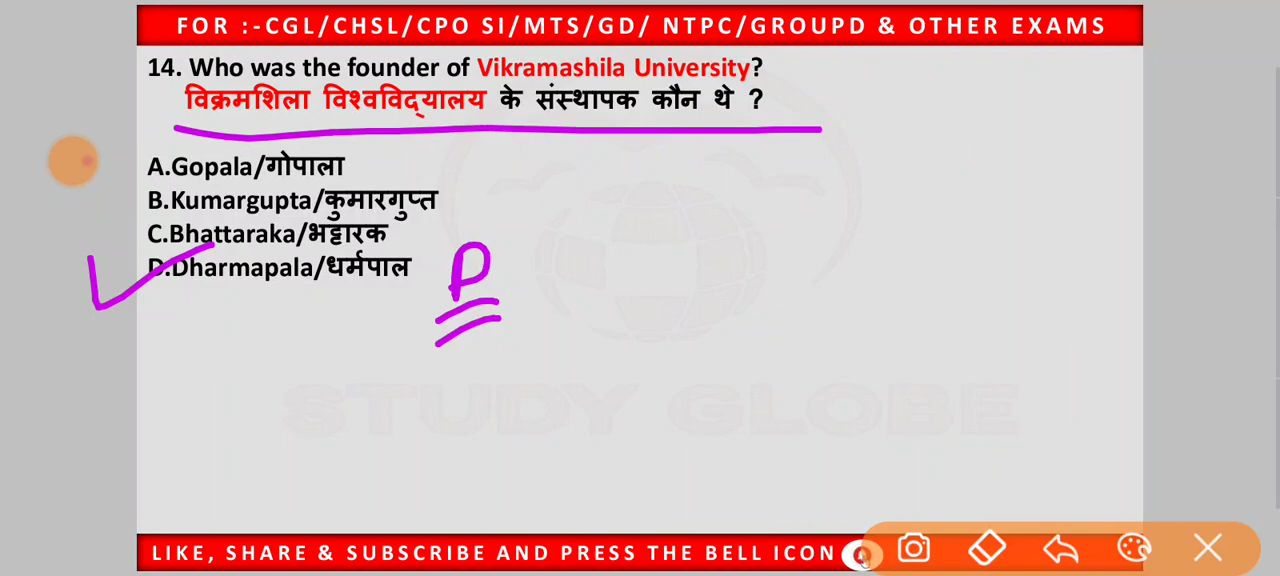 FOR :-CGL/CHSL/CPO SI/MTS/GD/ NTPC/GROUPD & OTHER EXAMS
14. Who was the founder of Vikramashila University?
विक्रमशिला विश्वविद्यालय के संस्थापक कौन थे ?
A.Gopala/गोपाला
B.Kumargupta/कुमारगुप्त
C.Bhattaraka/भट्टारक
D.Dharmapala/धर्मपाल
D
STUDY GLOBE
LIKE, SHARE & SUBSCRIBE AND PRESS THE BELL ICON